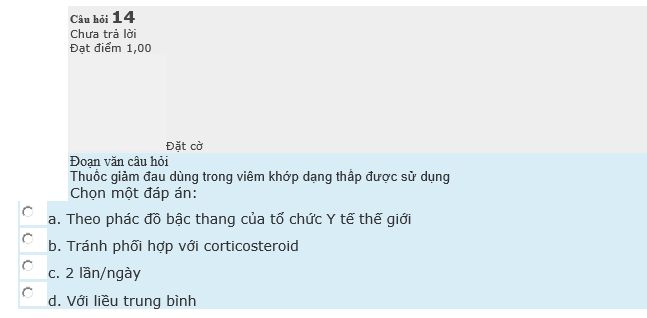 Câu hỏi 14
Chưa trả lời
Đạt điểm 1,00
Đặt cờ
Đoạn văn câu hỏi
Thuốc giảm đau dùng trong viêm khớp dạng thấp được sử dụng
Chọn một đáp án:
a. Theo phác đồ bậc thang của tổ chức Y tế thế giới
b. Tránh phối hợp với corticosteroid
c. 2 lần/ngày
d. Với liều trung bình